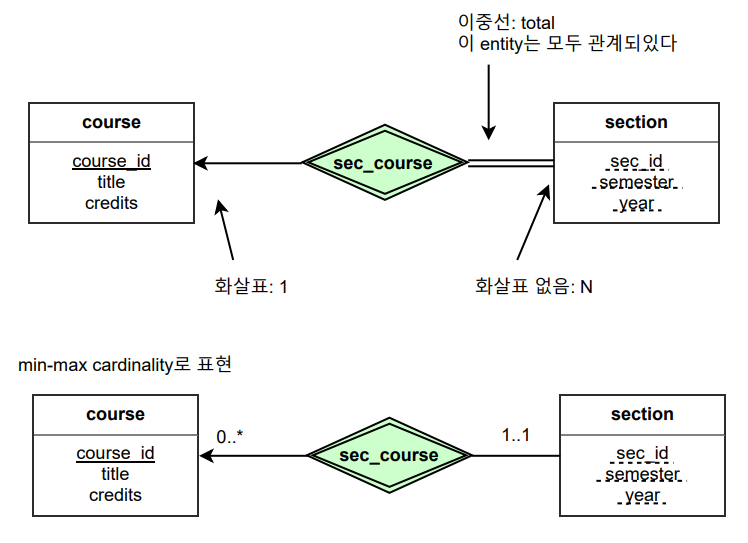 이중선: total
이 entity는 모두 관계되있다
course
course_id
title
credits
sec_course
section
sec_id
semester
year
화살표: 1
화살표 없음: N
min-max cardinality로 표현
course
course_id
title
credits
0..*
sec_course
1..1
section
sec_id
semester
year